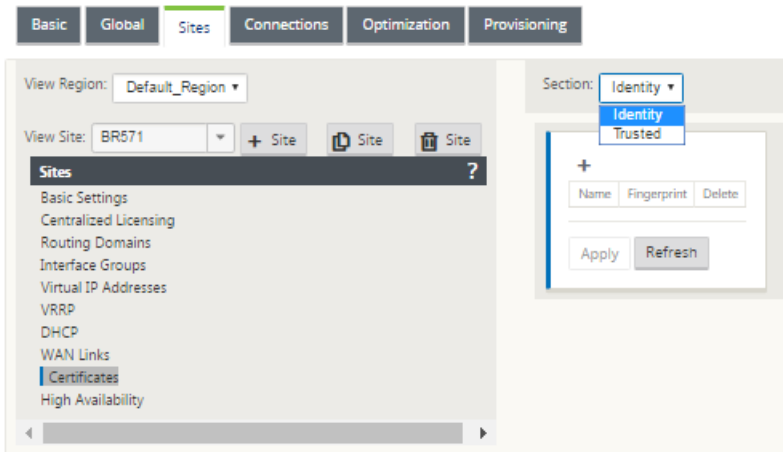 Basic Global Sites Connections Optimization Provisioning
View Region: Default_Region
Section: Identity
Identity
Trusted
View Site: BR571 + Site Site Site
Sites ?
Basic Settings
Centralized Licensing
Routing Domains
Interface Groups
Virtual IP Addresses
VRRP
DHCP
WAN Links
Certificates
High Availability
+
Name Fingerprint Delete
Apply Refresh